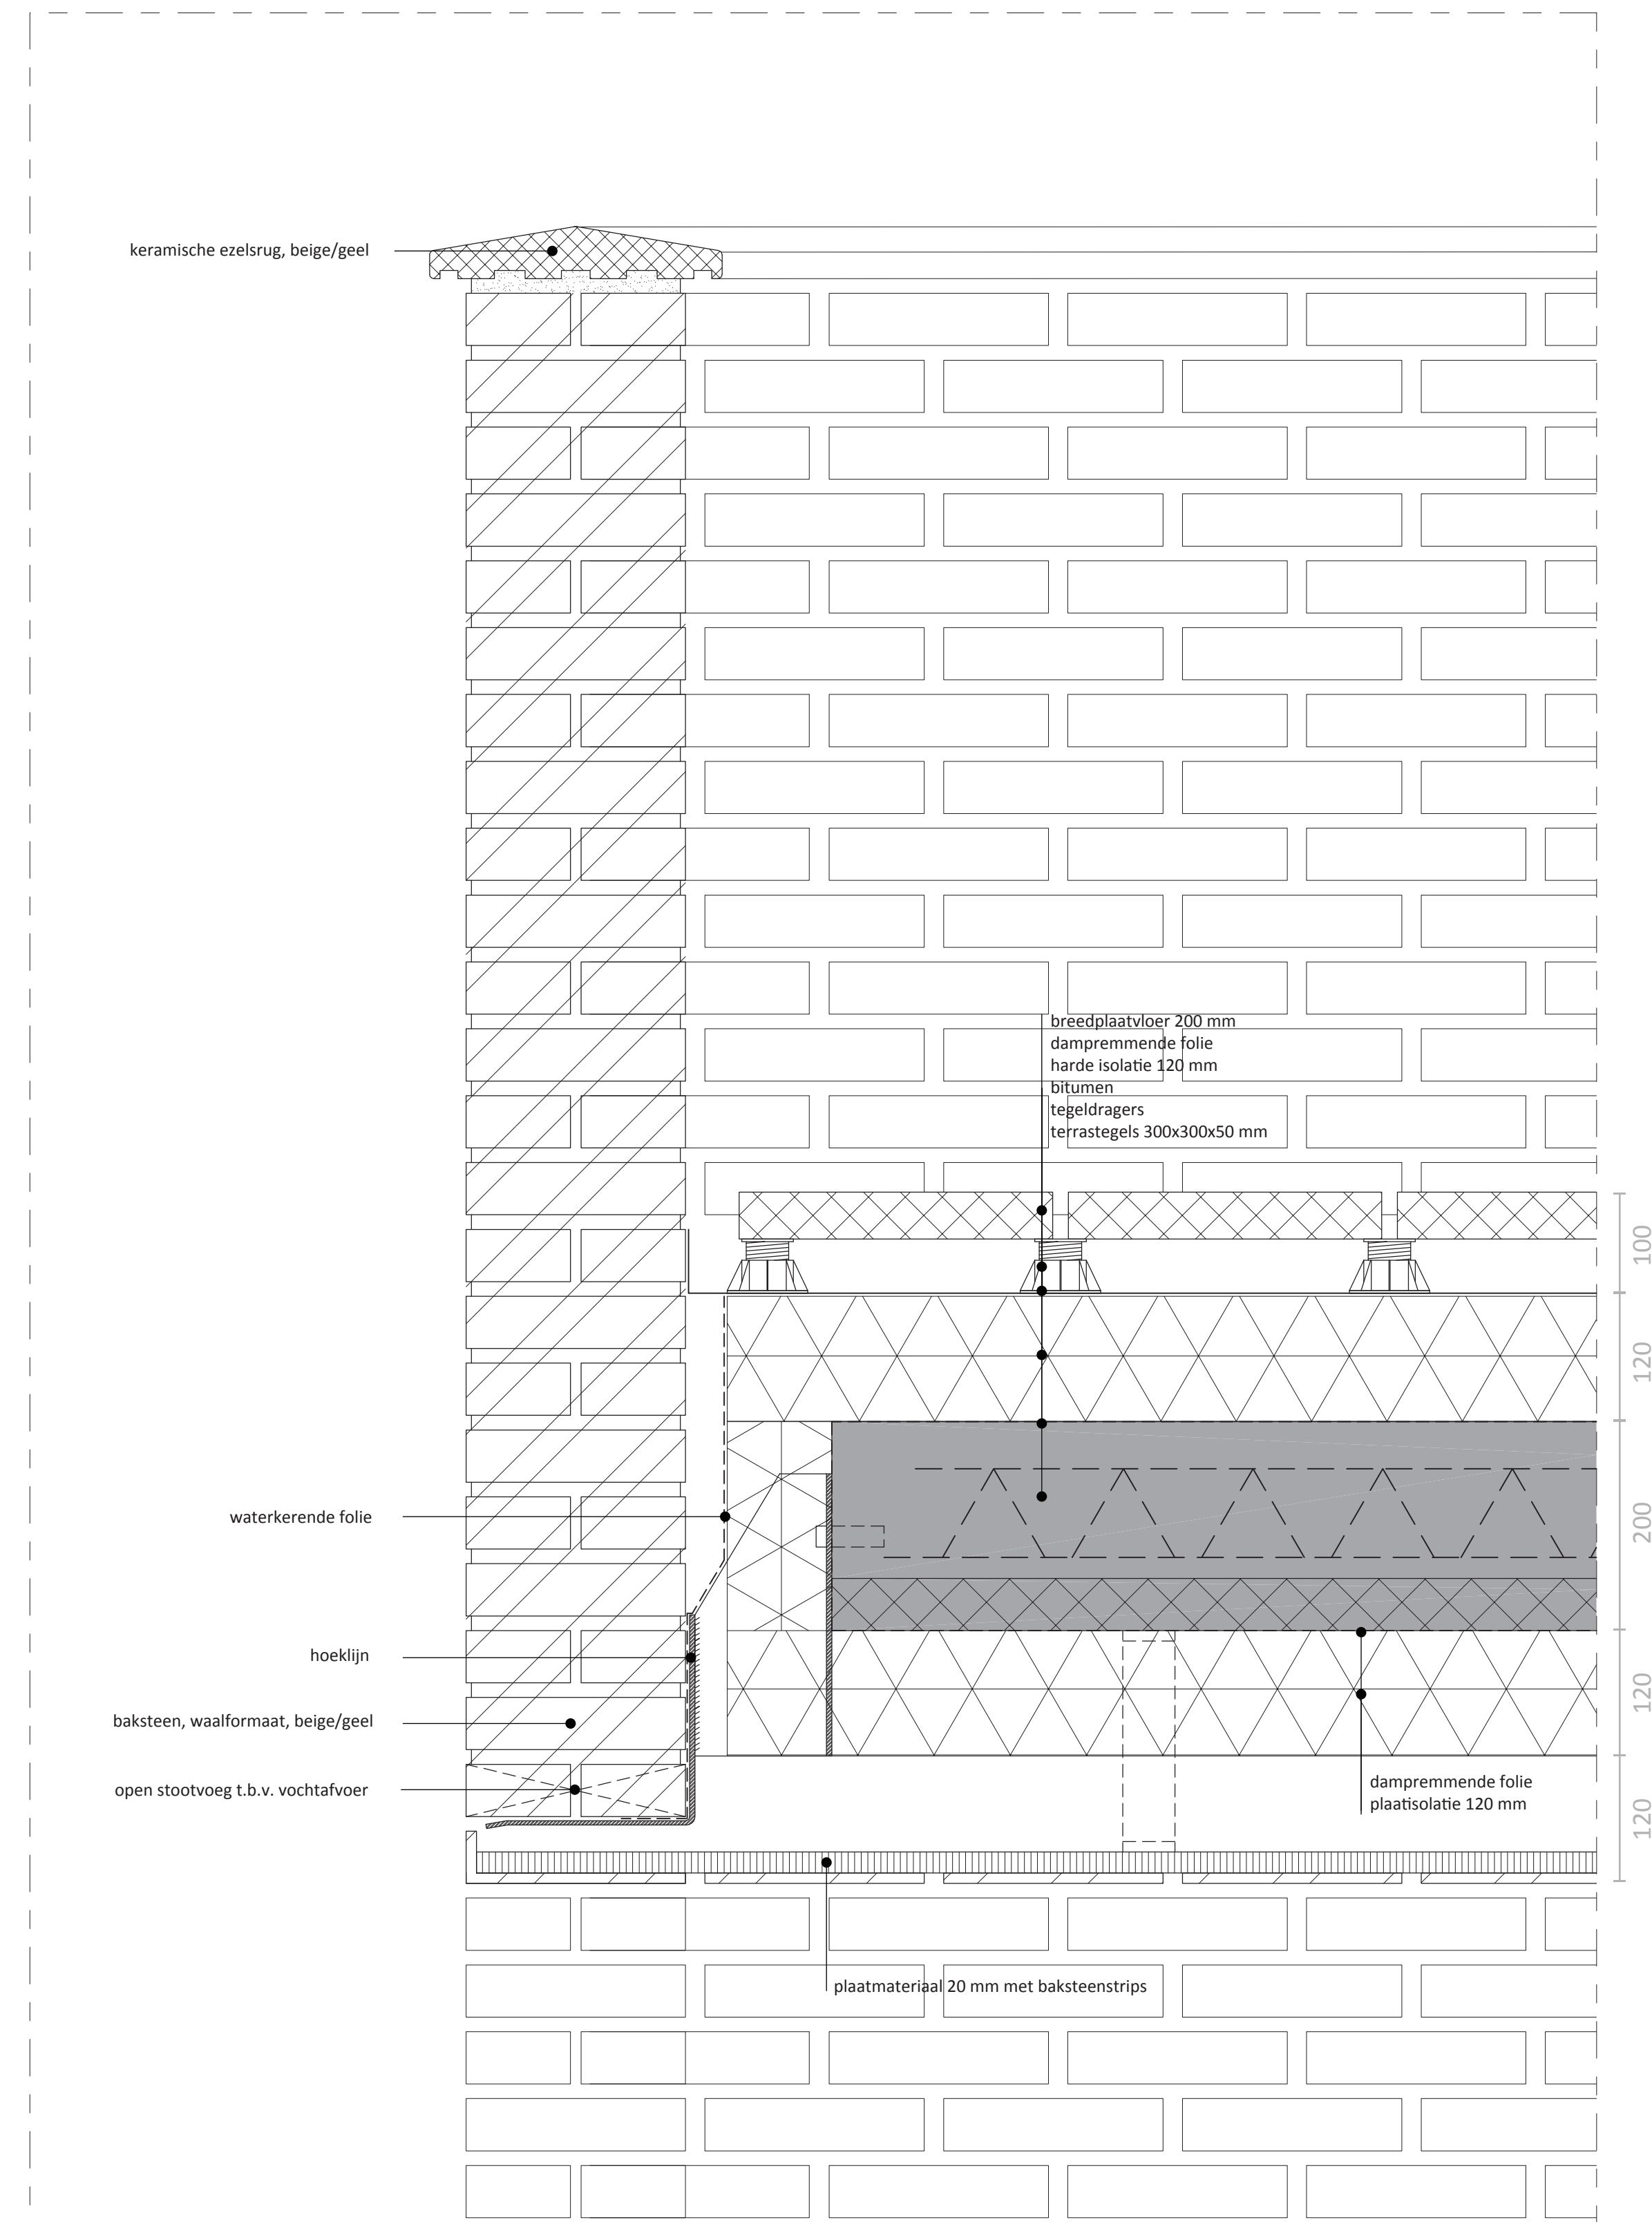 keramische ezelsrug, beige/geel
breedplaatvloer 200 mm
dampremmende folie
harde isolatie 120 mm
bitumen
tegeldragers
terrastegels 300x300x50 mm
100
120
200
120
120
waterkerende folie
hoeklijn
baksteen, waalformaat, beige/geel
open stootvoeg t.b.v. vochtafvoer
dampremmende folie
plaatisolatie 120 mm
plaatmateriaal 20 mm met baksteenstrips